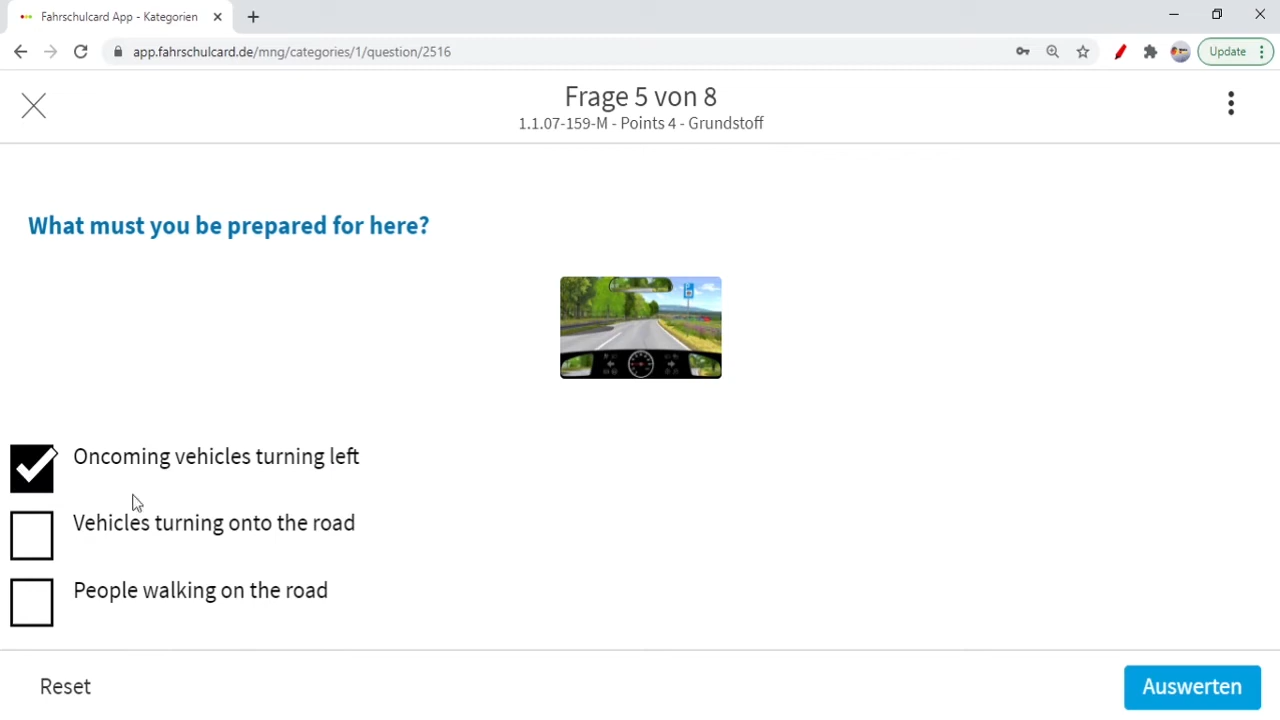 Fahrschulcard App - Kategorien
app.fahrschulcard.de/mng/categories/1/question/2516
Update
Frage 5 von 8
1.1.07-159-M - Points 4 - Grundstoff
What must you be prepared for here?
Oncoming vehicles turning left
Vehicles turning onto the road
People walking on the road
Reset
Auswerten